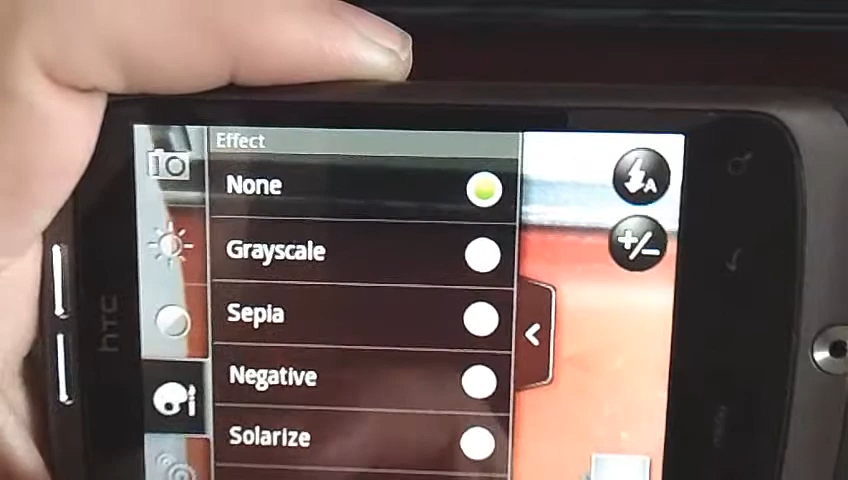 Effect
None
Grayscale
Sepia
Negative
Solarize
A
+/-
hTC